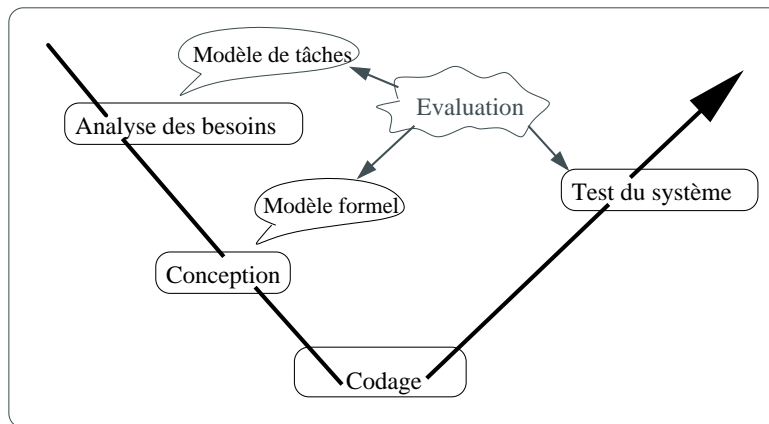 Modèle de tâches
Evaluation
Analyse des besoins
Test du système
Modèle formel
Conception
Codage